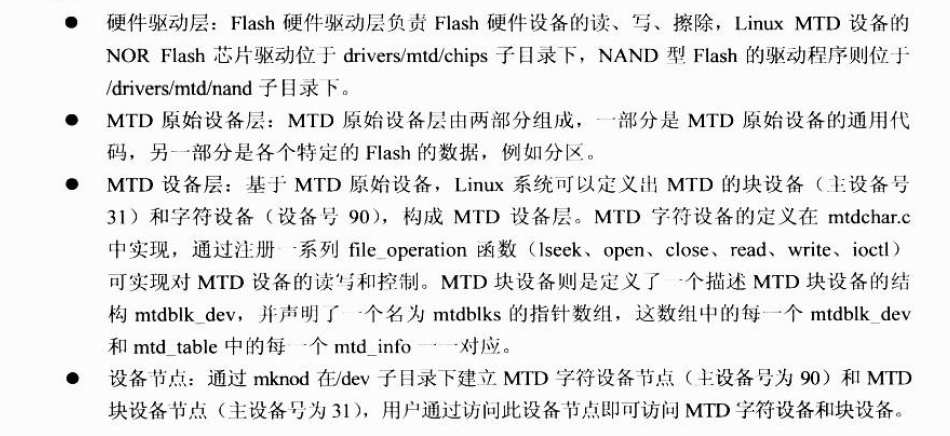 ● 硬件驱动层：Flash 硬件驱动层负责 Flash 硬件设备的读、写、擦除，Linux MTD 设备的
NOR Flash 芯片驱动位于 drivers/mtd/chips 子目录下，NAND 型 Flash 的驱动程序则位于
/drivers/mtd/nand 子目录下。
● MTD 原始设备层：MTD 原始设备层由两部分组成，一部分是 MTD 原始设备的通用代
码，另一部分是各个特定的 Flash 的数据，例如分区。
● MTD 设备层：基于 MTD 原始设备，Linux 系统可以定义出 MTD 的块设备（主设备号
31）和字符设备（设备号 90），构成 MTD 设备层。MTD 字符设备的定义在 mtdchar.c
中实现，通过注册一系列 file_operation 函数（lseek、open、close、read、write、ioctl）
可实现对 MTD 设备的读写和控制。MTD 块设备则是定义了一个描述 MTD 块设备的结
构 mtdblk_dev，并声明了一个名为 mtdblks 的指针数组，这数组中的每一个 mtdblk_dev
和 mtd_table 中的每一个 mtd_info 一一对应。
● 设备节点：通过 mknod 在/dev 子目录下建立 MTD 字符设备节点（主设备号为 90）和 MTD
块设备节点（主设备号为 31），用户通过访问此设备节点即可访问 MTD 字符设备和块设备。